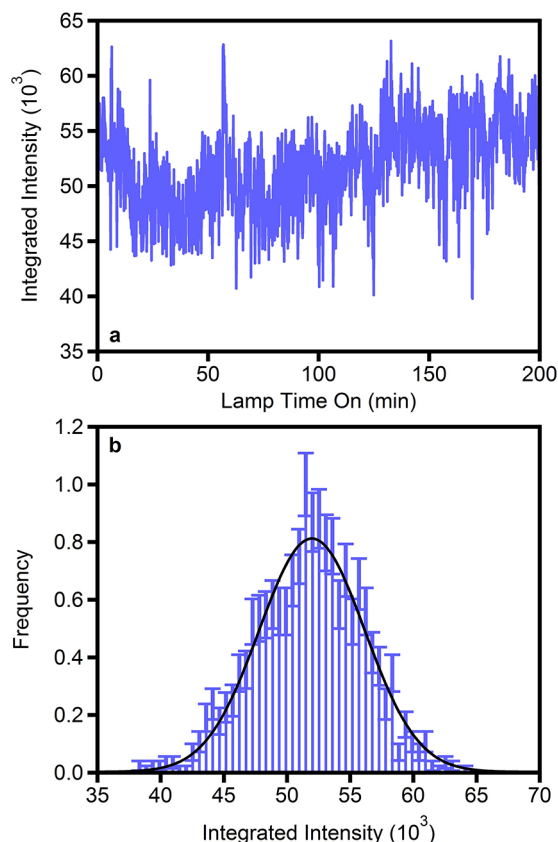 65
60
55
50
45
40
35
Integrated Intensity (10³)
a
0 50 100 150 200
Lamp Time On (min)
1.2
1.0
0.8
0.6
0.4
0.2
0.0
Frequency
b
35 40 45 50 55 60 65 70
Integrated Intensity (10³)